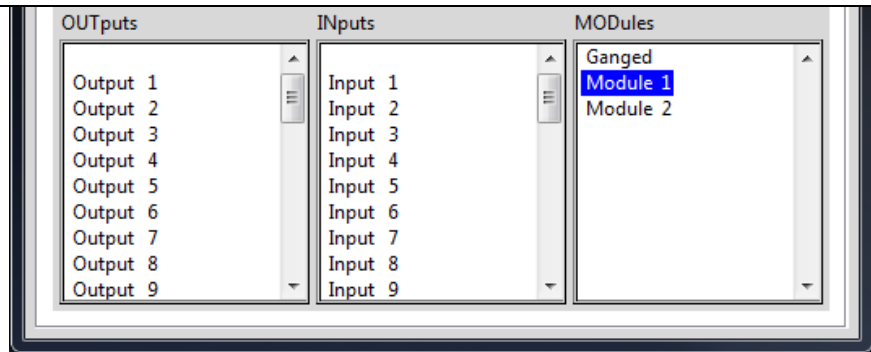 OUTputs
Output 1
Output 2
Output 3
Output 4
Output 5
Output 6
Output 7
Output 8
Output 9
INputs
Input 1
Input 2
Input 3
Input 4
Input 5
Input 6
Input 7
Input 8
Input 9
MODules
Ganged
Module 1
Module 2